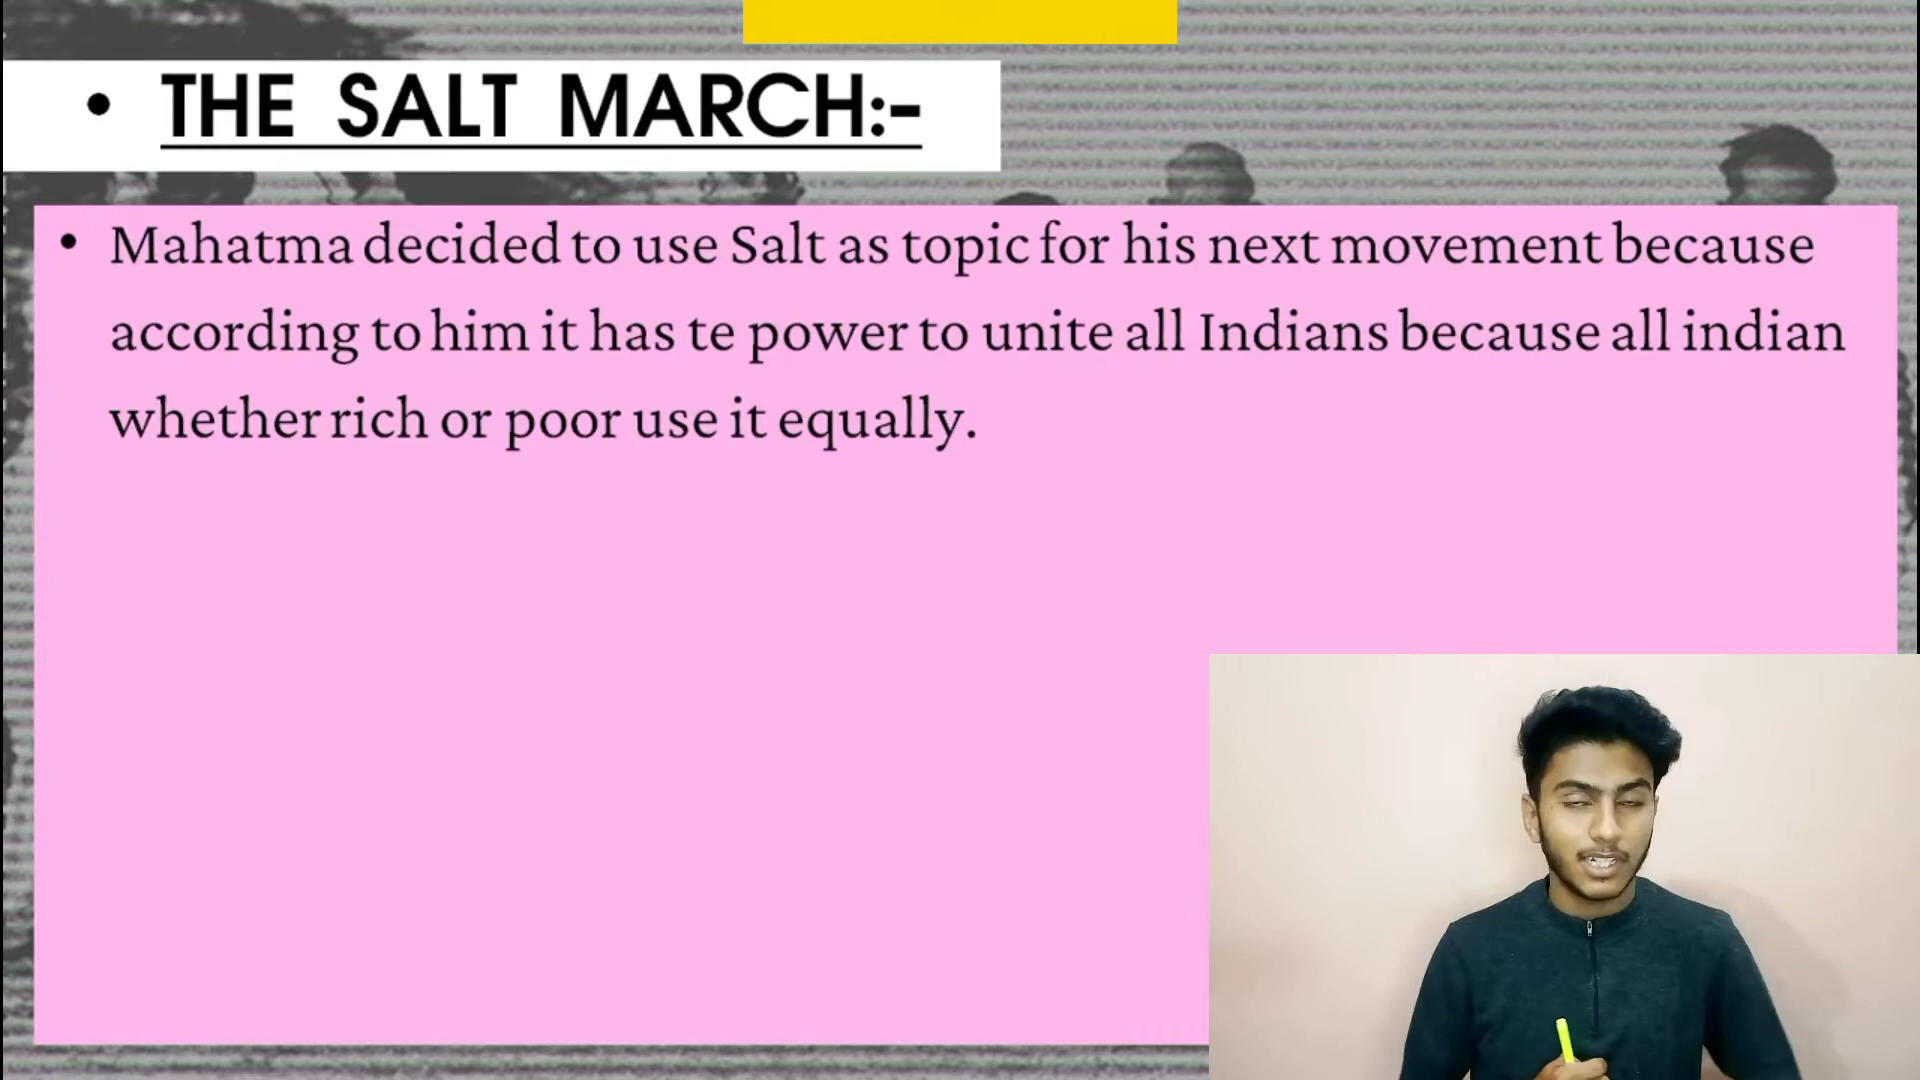 • THE SALT MARCH:-
• Mahatma decided to use Salt as topic for his next movement because
according to him it has te power to unite all Indians because all indian
whether rich or poor use it equally.